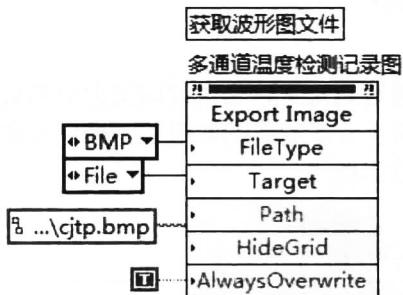 获取波形图文件
多通道温度检测记录图
Export Image
BMP
FileType
File
Target
...\cjtp.bmp
Path
HideGrid
T
AlwaysOverwrite